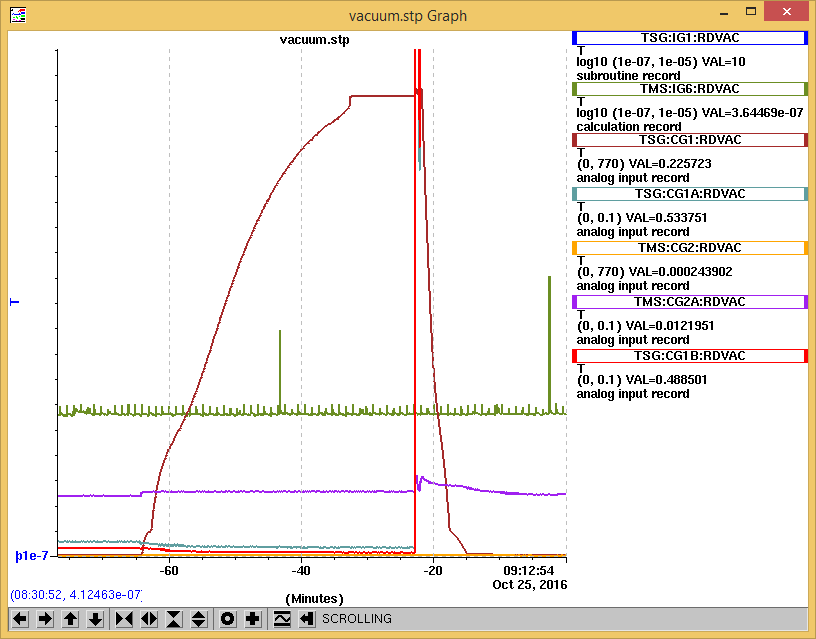 vacuum.stp Graph
vacuum.stp
T
þ1e-7
-60
-40
-20
09:12:54
Oct 25, 2016
(Minutes)
(08:30:52, 4.12463e-07)
TSG:IG1:RDVAC
T
log10 (1e-07, 1e-05) VAL=10
subroutine record
TMS:IG6:RDVAC
T
log10 (1e-07, 1e-05) VAL=3.64469e-07
calculation record
TSG:CG1:RDVAC
T
(0, 770) VAL=0.225723
analog input record
TSG:CG1A:RDVAC
T
(0, 0.1) VAL=0.533751
analog input record
TMS:CG2:RDVAC
T
(0, 770) VAL=0.000243902
analog input record
TMS:CG2A:RDVAC
T
(0, 0.1) VAL=0.0121951
analog input record
TSG:CG1B:RDVAC
T
(0, 0.1) VAL=0.488501
analog input record
SCROLLING